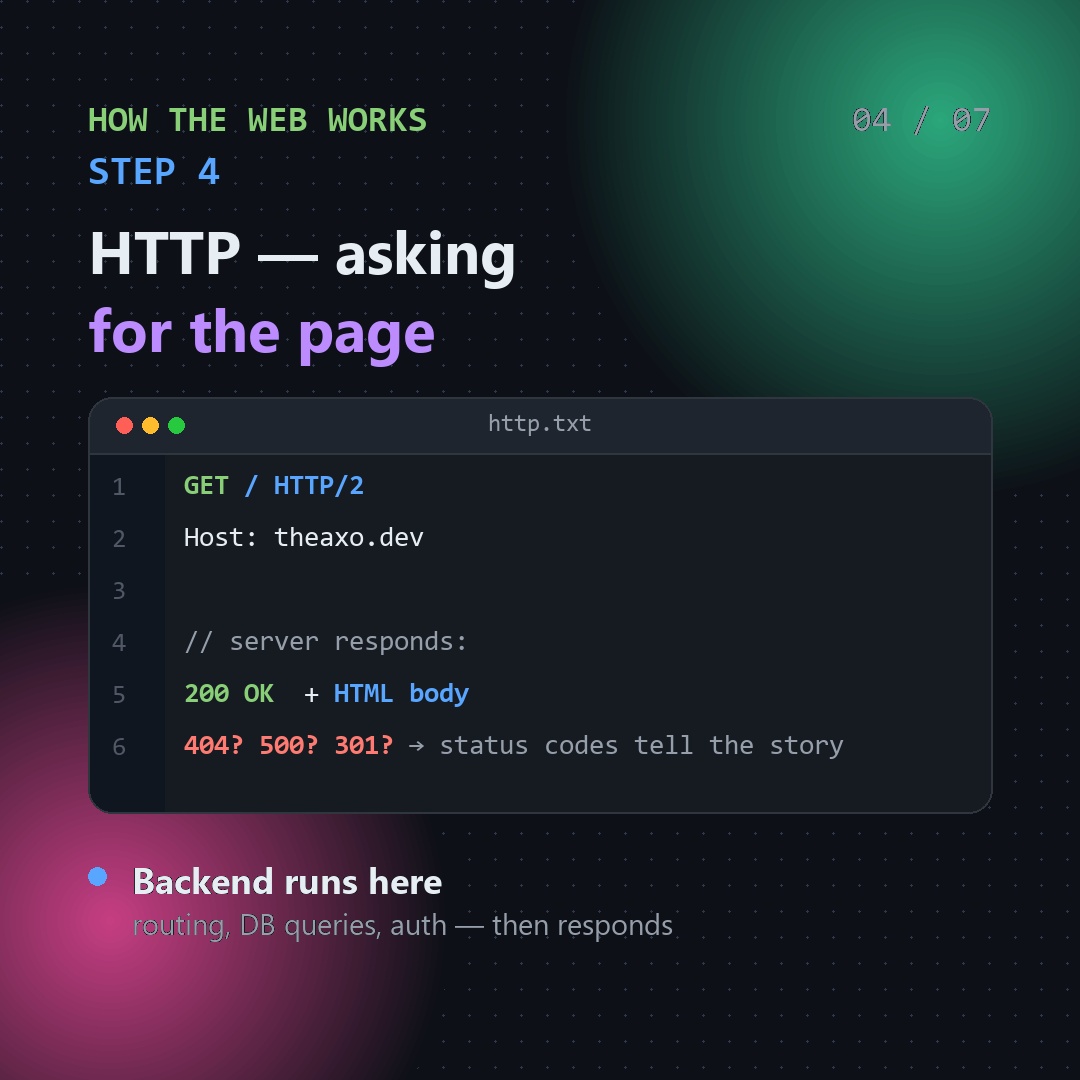 HOW THE WEB WORKS
04 / 07
STEP 4
HTTP — asking
for the page
http.txt
1 GET / HTTP/2
2 Host: theaxo.dev
3
4 // server responds:
5 200 OK  + HTML body
6 404? 500? 301? → status codes tell the story
Backend runs here
routing, DB queries, auth — then responds